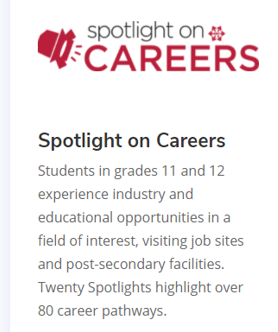 spotlight on
CAREERS
Spotlight on Careers
Students in grades 11 and 12
experience industry and
educational opportunities in a
field of interest, visiting job sites
and post-secondary facilities.
Twenty Spotlights highlight over
80 career pathways.